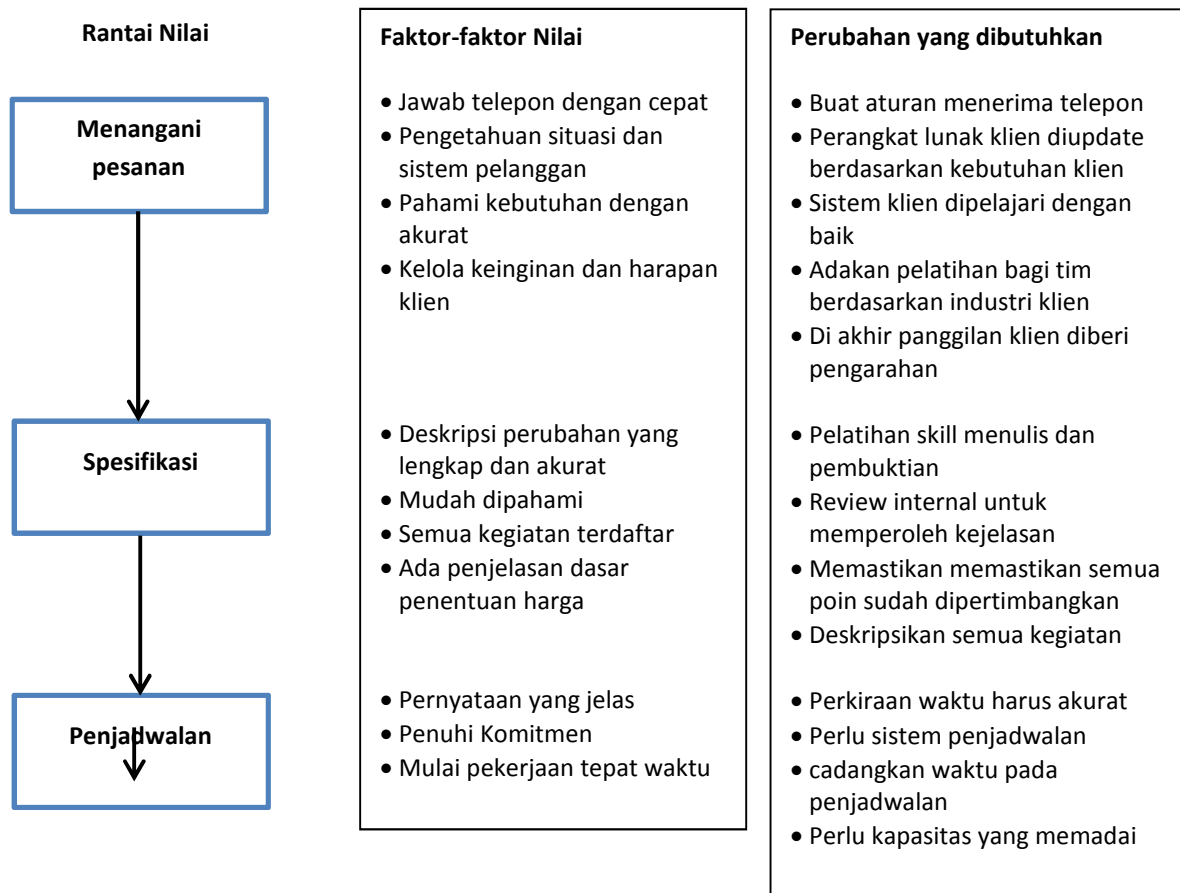 Rantai Nilai
Menangani
pesanan
Spesifikasi
Penjadwalan
Faktor-faktor Nilai
• Jawab telepon dengan cepat
• Pengetahuan situasi dan
sistem pelanggan
• Pahami kebutuhan dengan
akurat
• Kelola keinginan dan harapan
klien
• Deskripsi perubahan yang
lengkap dan akurat
• Mudah dipahami
• Semua kegiatan terdaftar
• Ada penjelasan dasar
penentuan harga
• Pernyataan yang jelas
• Penuhi Komitmen
• Mulai pekerjaan tepat waktu
Perubahan yang dibutuhkan
• Buat aturan menerima telepon
• Perangkat lunak klien diupdate
berdasarkan kebutuhan klien
• Sistem klien dipelajari dengan
baik
• Adakan pelatihan bagi tim
berdasarkan industri klien
• Di akhir panggilan klien diberi
pengarahan
• Pelatihan skill menulis dan
pembuktian
• Review internal untuk
memperoleh kejelasan
• Memastikan memastikan semua
poin sudah dipertimbangkan
• Deskripsikan semua kegiatan
• Perkiraan waktu harus akurat
• Perlu sistem penjadwalan
• cadangkan waktu pada
penjadwalan
• Perlu kapasitas yang memadai